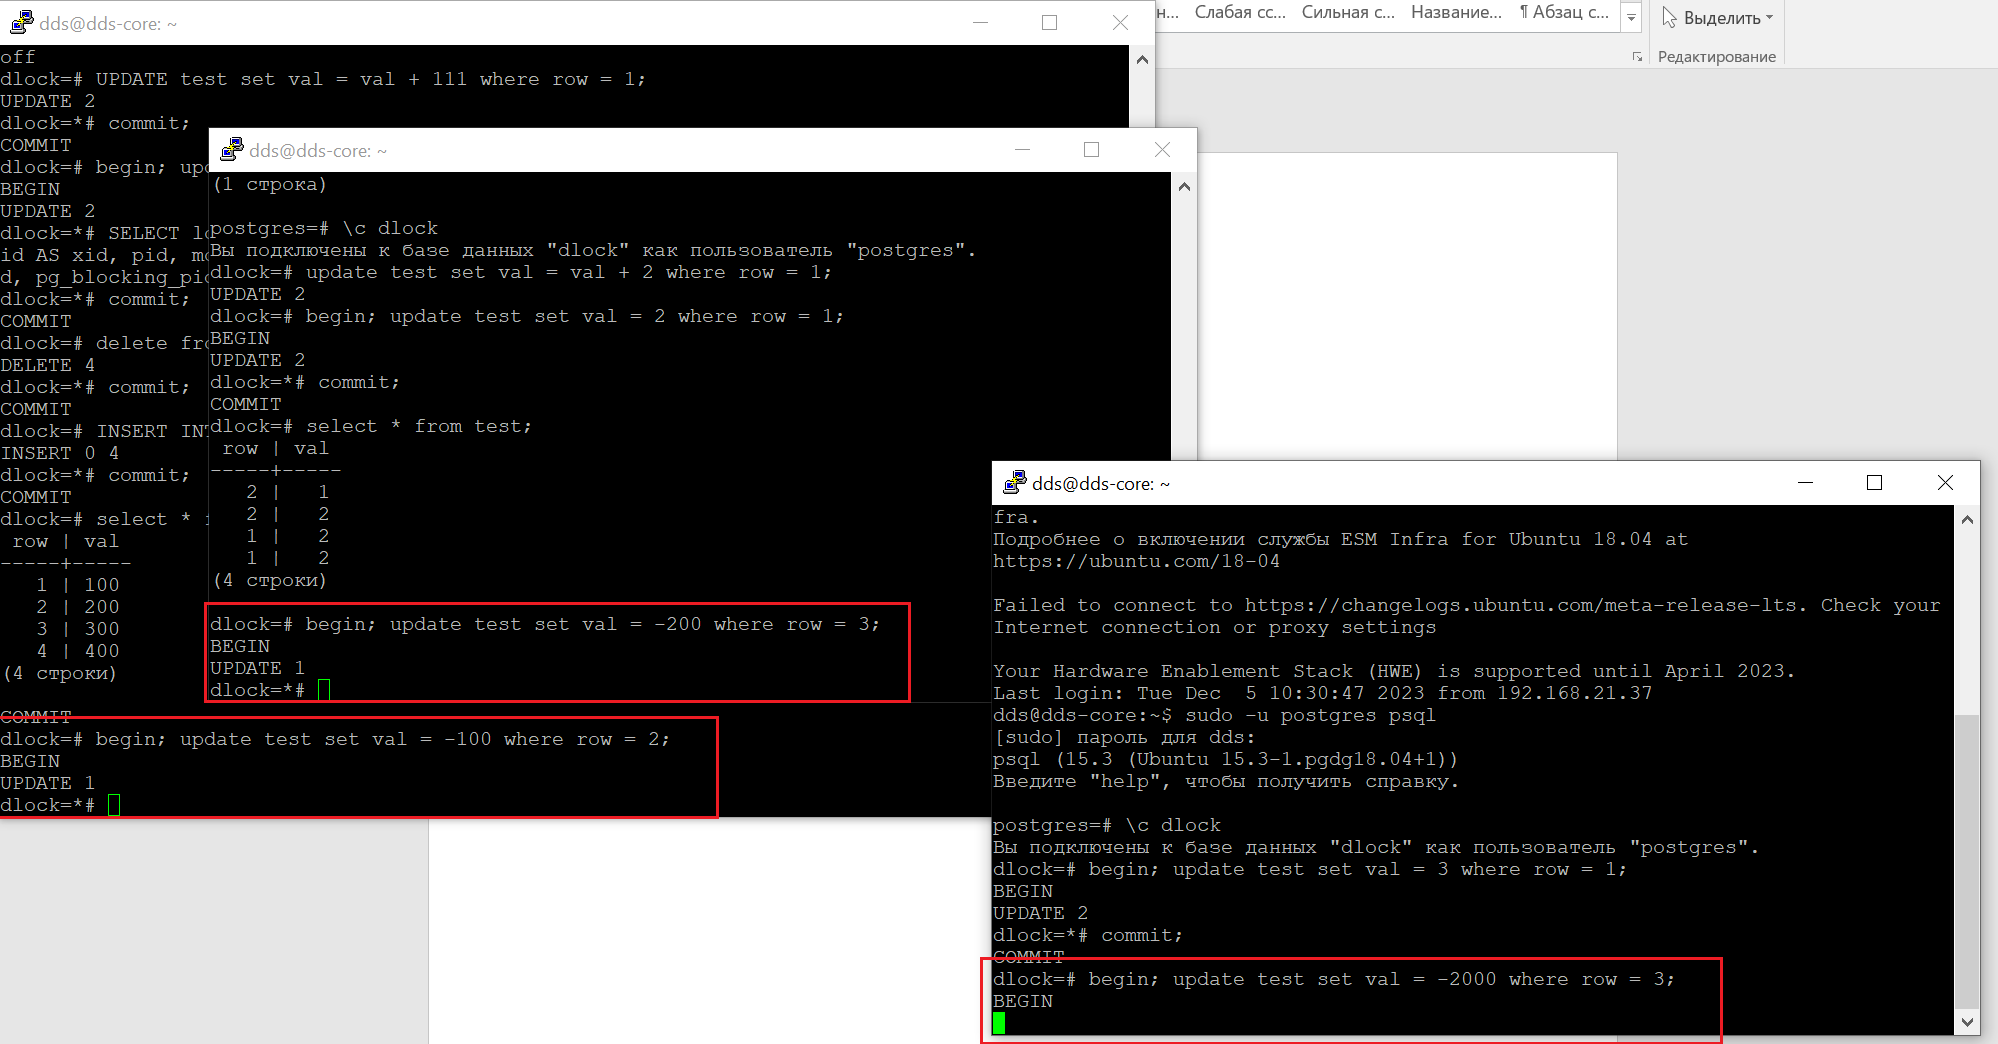 н...
Слабая сс...
Сильная с...
Название...
¶ Абзац с...
Выделить
Редактирование
dds@dds-core: ~
off
dlock=# UPDATE test set val = val + 111 where row = 1;
UPDATE 2
dlock=*# commit;
COMMIT
dlock=# begin; upd
BEGIN
UPDATE 2
dlock=*# SELECT lo
id AS xid, pid, mo
d, pg_blocking_pid
dlock=*# commit;
COMMIT
dlock=# delete fro
DELETE 4
dlock=*# commit;
COMMIT
dlock=# INSERT INT
INSERT 0 4
dlock=*# commit;
COMMIT
dlock=# select * f
row | val
-----+-----
1 | 100
2 | 200
3 | 300
4 | 400
(4 строки)
COMMIT
dlock=# begin; update test set val = -100 where row = 2;
BEGIN
UPDATE 1
dlock=*#
dds@dds-core: ~
(1 строка)
postgres=# \c dlock
Вы подключены к базе данных "dlock" как пользователь "postgres".
dlock=# update test set val = val + 2 where row = 1;
UPDATE 2
dlock=# begin; update test set val = 2 where row = 1;
BEGIN
UPDATE 2
dlock=*# commit;
COMMIT
dlock=# select * from test;
row | val
-----+-----
2 | 1
2 | 2
1 | 2
1 | 2
(4 строки)
dlock=# begin; update test set val = -200 where row = 3;
BEGIN
UPDATE 1
dlock=*#
dds@dds-core: ~
fra.
Подробнее о включении службы ESM Infra for Ubuntu 18.04 at
https://ubuntu.com/18-04
Failed to connect to https://changelogs.ubuntu.com/meta-release-lts. Check your
Internet connection or proxy settings
Your Hardware Enablement Stack (HWE) is supported until April 2023.
Last login: Tue Dec  5 10:30:47 2023 from 192.168.21.37
dds@dds-core:~$ sudo -u postgres psql
[sudo] пароль для dds:
psql (15.3 (Ubuntu 15.3-1.pgdg18.04+1))
Введите "help", чтобы получить справку.
postgres=# \c dlock
Вы подключены к базе данных "dlock" как пользователь "postgres".
dlock=# begin; update test set val = 3 where row = 1;
BEGIN
UPDATE 2
dlock=*# commit;
COMMIT
dlock=# begin; update test set val = -2000 where row = 3;
BEGIN